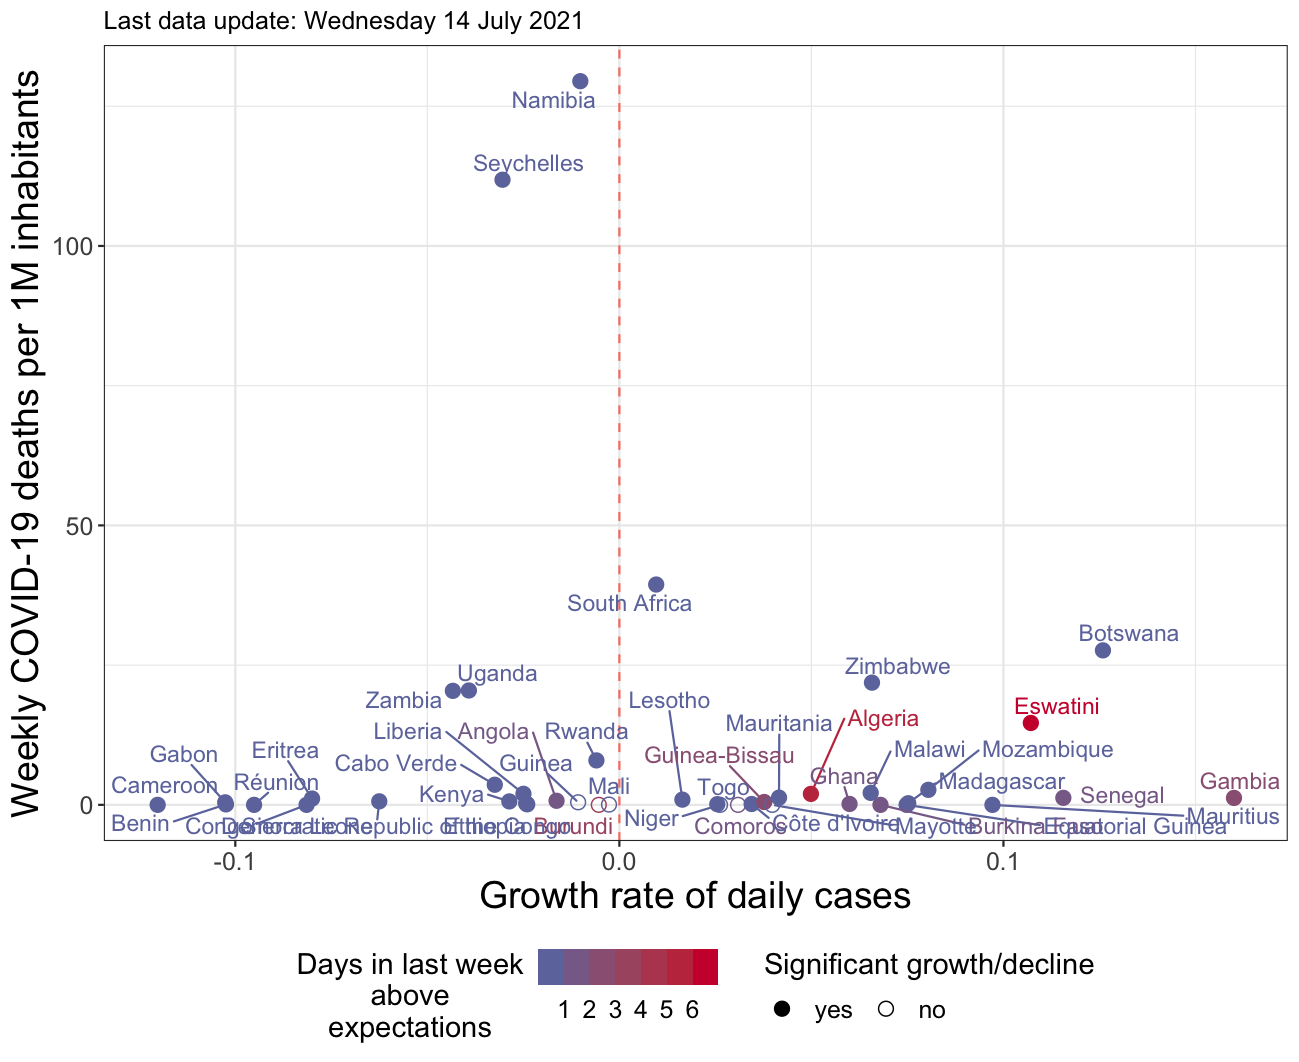 Last data update: Wednesday 14 July 2021
Weekly COVID-19 deaths per 1M inhabitants
Namibia
Seychelles
100
50
South Africa
Botswana
Zimbabwe
Uganda
Zambia
Lesotho
Eswatini
Algeria
Mauritania
Liberia
Angola
Rwanda
Gabon
Eritrea
Guinea-Bissau
Malawi
Mozambique
Cabo Verde
Guinea
Cameroon
Réunion
Kenya
Mali
Togo
Ghana
Madagascar
Senegal
Gambia
0
Benin
Congo
Sierra Leone
Democratic Republic of the Congo
Ethiopia
Burundi
Niger
Comoros
Côte d'Ivoire
Mayotte
Burkina Faso
Equatorial Guinea
Mauritius
-0.1
0.0
0.1
Growth rate of daily cases
Days in last week
above
expectations
1 2 3 4 5 6
Significant growth/decline
yes
no